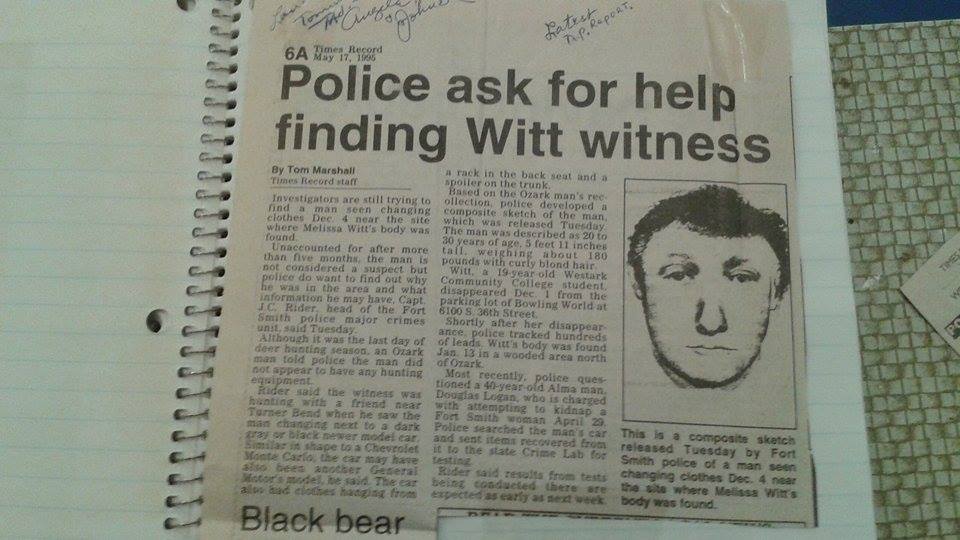 Angela
Latest
T.P. REPORT.
6A Times Record
May 17, 1995
Police ask for help
finding Witt witness
By Tom Marshall
Times Record staff
Investigators are still trying to
find a man seen changing
clothes Dec. 4 near the site
where Melissa Witt's body was
found.
Unaccounted for after more
than five months, the man is
not considered a suspect but
police do want to find out why
he was in the area and what
information he may have, Capt.
J.C. Rider, head of the Fort
Smith police major crimes
unit, said Tuesday.
Although it was the last day of
deer hunting season, an Ozark
man told police the man did
not appear to have any hunting
equipment.
Rider said the witness was
hunting with a friend near
Turner Bend when he saw the
man changing next to a dark
gray or black newer model car.
Similar in shape to a Chevrolet
Monte Carlo, the car may have
also been another General
Motor's model, he said. The car
also had clothes hanging from
a rack in the back seat and a
spoiler on the trunk.
Based on the Ozark man's rec-
ollection, police developed a
composite sketch of the man,
which was released Tuesday.
The man was described as 20 to
30 years of age, 5 feet 11 inches
tall, weighing about 180
pounds with curly blond hair.
Witt, a 19-year-old Westark
Community College student,
disappeared Dec. 1 from the
parking lot of Bowling World at
6100 S. 36th Street.
Shortly after her disappear-
ance, police tracked hundreds
of leads. Witt's body was found
Jan. 13 in a wooded area north
of Ozark.
Most recently, police ques-
tioned a 40-year-old Alma man,
Douglas Logan, who is charged
with attempting to kidnap a
Fort Smith woman April 29.
Police searched the man's car
and sent items recovered from
it to the state Crime Lab for
testing.
Rider said results from tests
being conducted there are
expected as early as next week.
This is a composite sketch
released Tuesday by Fort
Smith police of a man seen
changing clothes Dec. 4 near
the site where Melissa Witt's
body was found.
Black bear